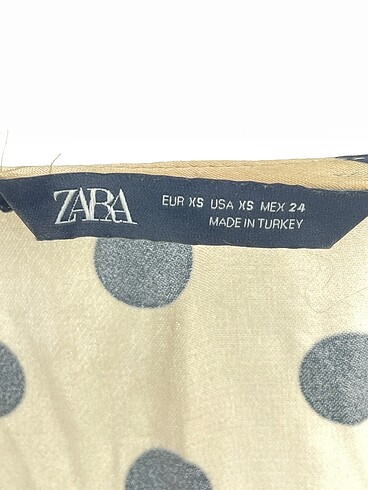 ZARA
EUR XS USA XS MEX 24
MADE IN TURKEY